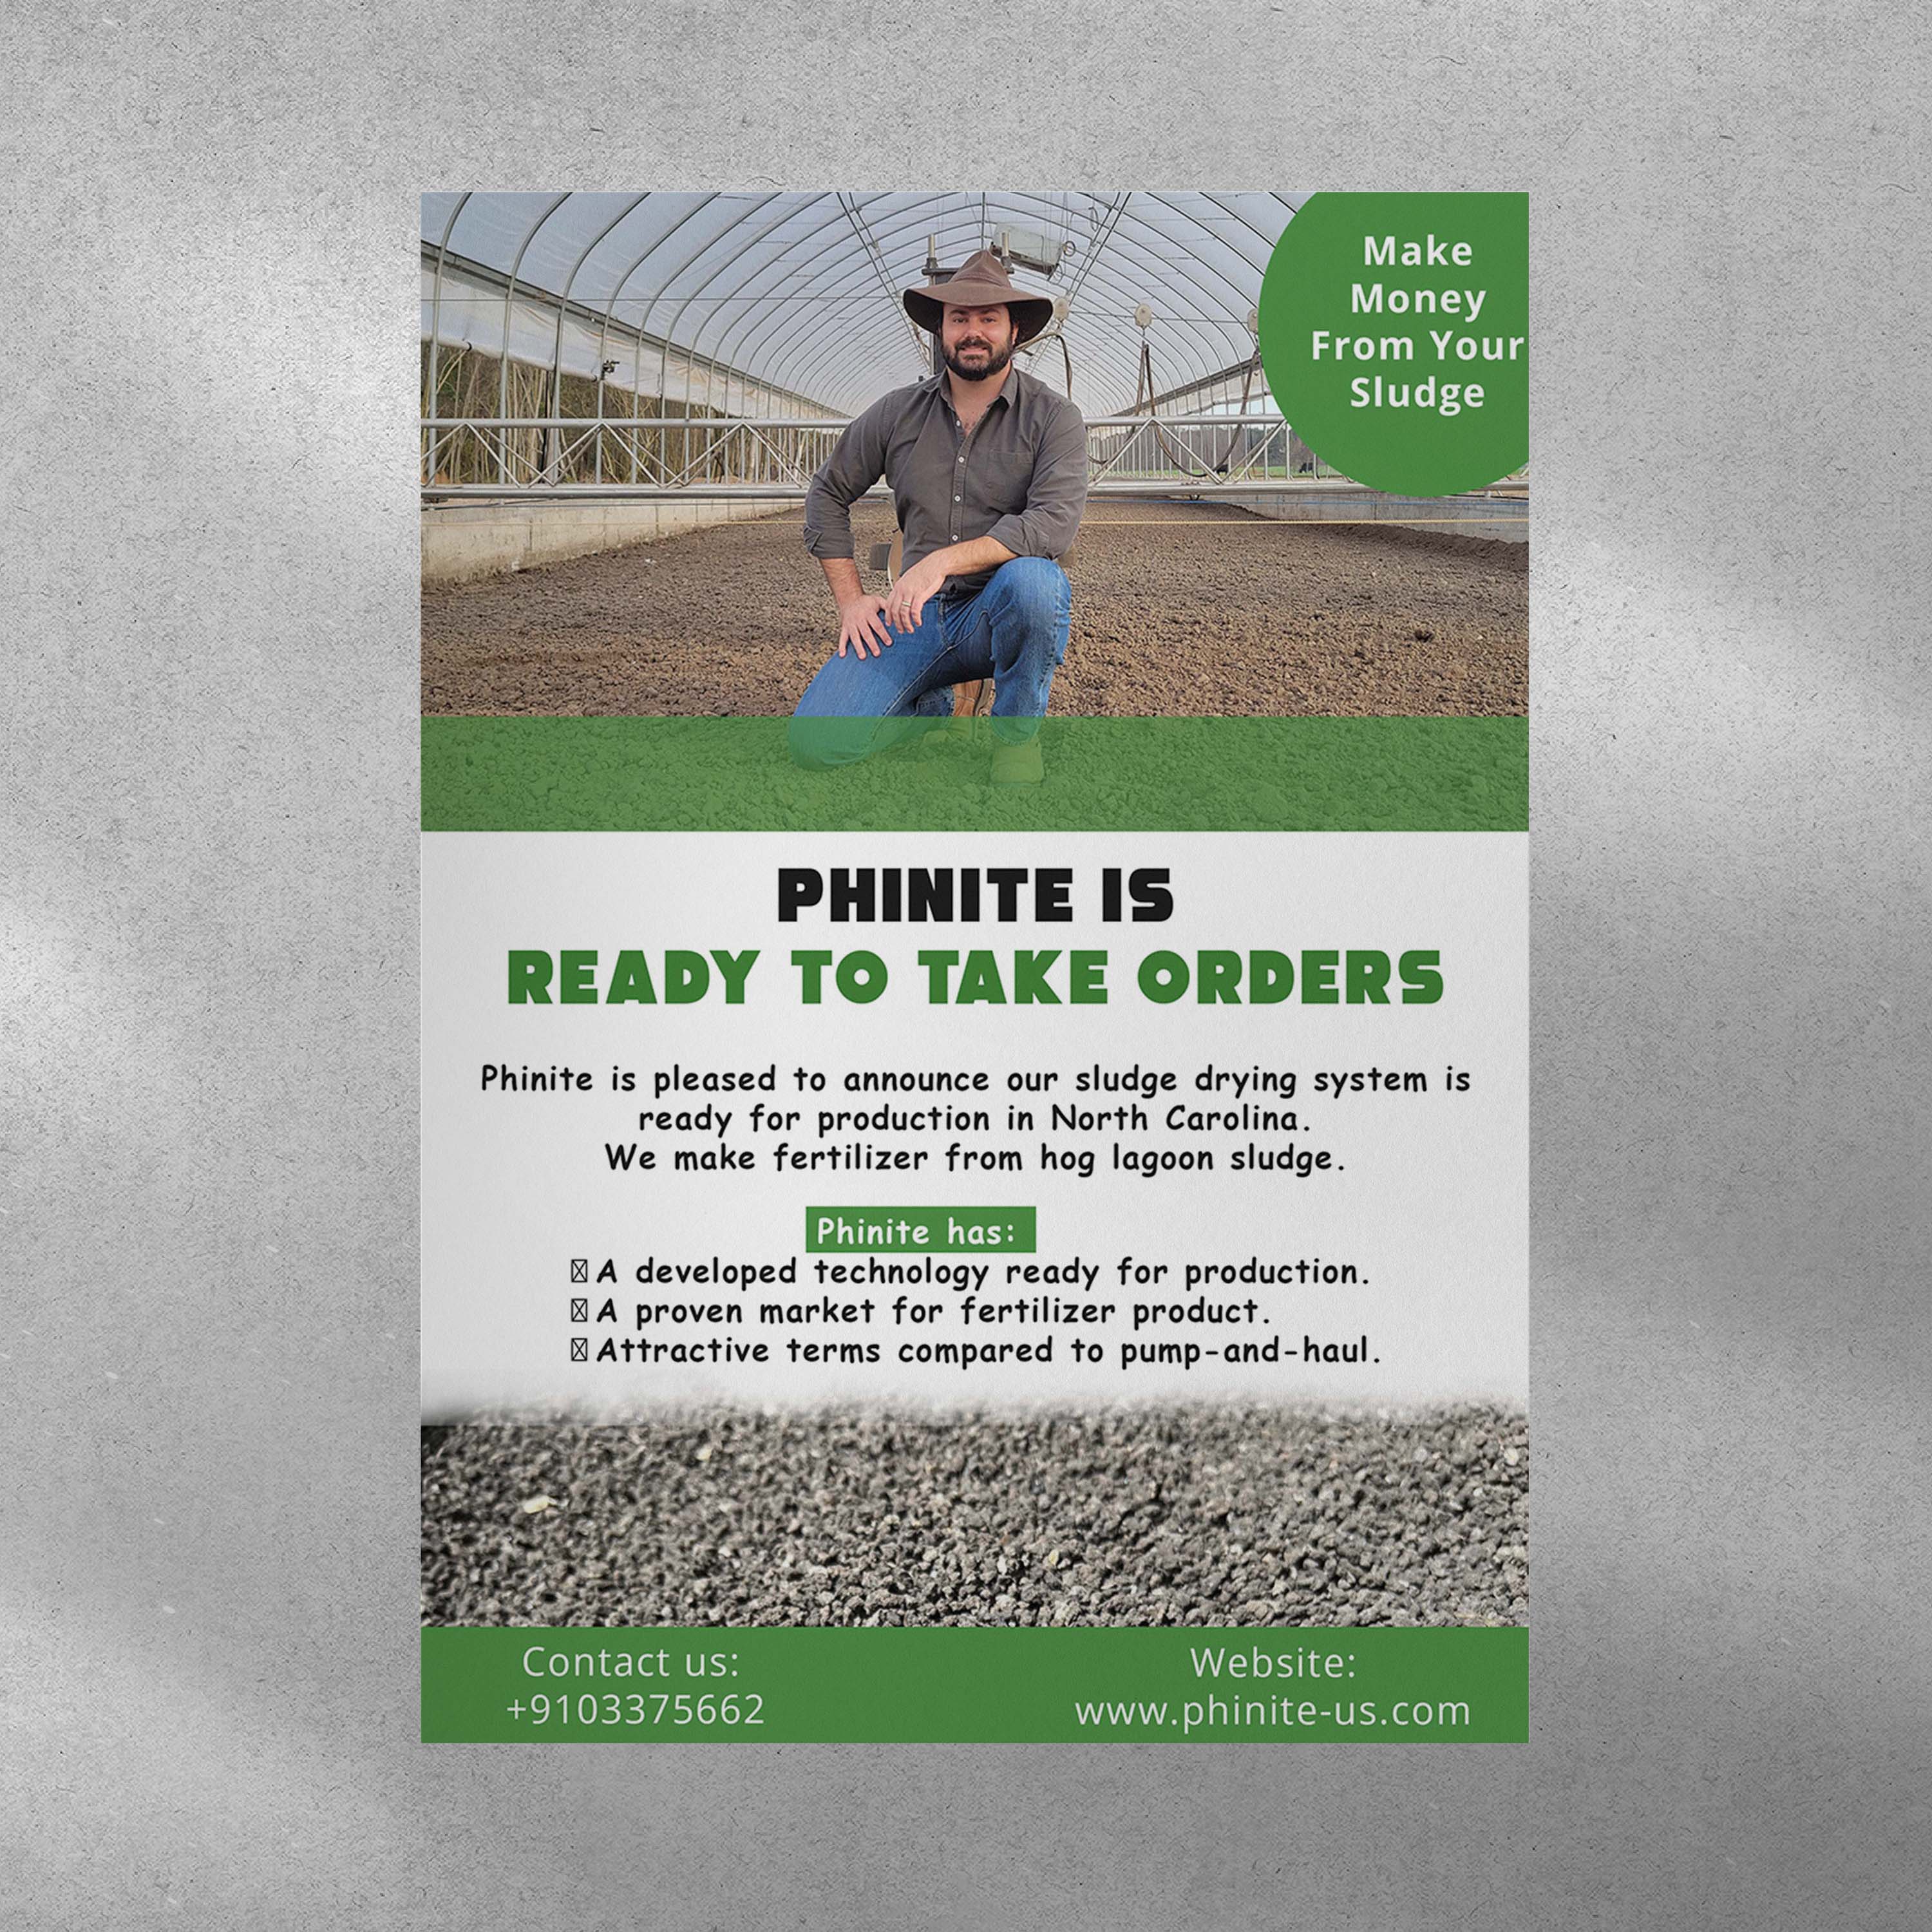 Make
Money
From Your
Sludge
PHINITE IS
READY TO TAKE ORDERS
Phinite is pleased to announce our sludge drying system is
ready for production in North Carolina.
We make fertilizer from hog lagoon sludge.
Phinite has:
A developed technology ready for production.
A proven market for fertilizer product.
Attractive terms compared to pump-and-haul.
Contact us:
+9103375662
Website:
www.phinite-us.com